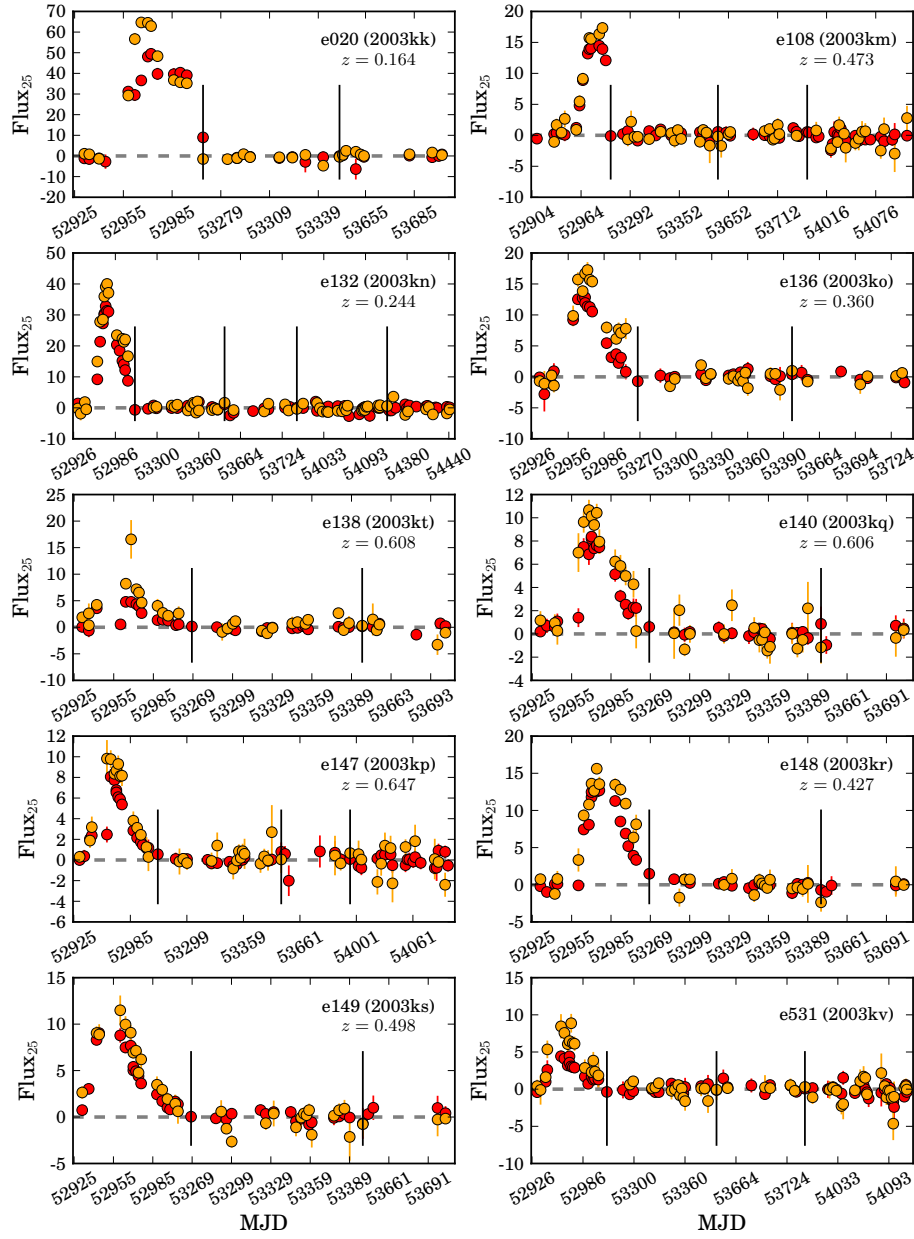 e020 (2003kk)
z = 0.164
Flux25
70
60
50
40
30
20
10
0
−10
−20
52925 52955 52985 53279 53309 53339 53655 53685
e108 (2003km)
z = 0.473
Flux25
20
15
10
5
0
−5
−10
52904 52964 53292 53352 53652 53712 54016 54076
e132 (2003kn)
z = 0.244
Flux25
50
40
30
20
10
0
−10
52926 52986 53300 53360 53664 53724 54033 54093 54380 54440
e136 (2003ko)
z = 0.360
20
15
10
5
0
−5
−10
52926 52956 52986 53270 53300 53330 53360 53390 53664 53694 53724
e138 (2003kt)
z = 0.608
Flux25
25
20
15
10
5
0
−5
−10
52925 52955 52985 53269 53299 53329 53359 53389 53663 53693
e140 (2003kq)
z = 0.606
Flux25
12
10
8
6
4
2
0
−2
−4
52925 52955 52985 53269 53299 53329 53359 53389 53661 53691
e147 (2003kp)
z = 0.647
Flux25
12
10
8
6
4
2
0
−2
−4
−6
52925 52985 53299 53359 53661 54001 54061
e148 (2003kr)
z = 0.427
Flux25
20
15
10
5
0
−5
52925 52955 52985 53269 53299 53329 53359 53389 53661 53691
e149 (2003ks)
z = 0.498
Flux25
15
10
5
0
−5
52925 52955 52985 53269 53299 53329 53359 53389 53661 53691
MJD
e531 (2003kv)
Flux25
20
15
10
5
0
−5
−10
52926 52986 53300 53360 53664 53724 54033 54093
MJD